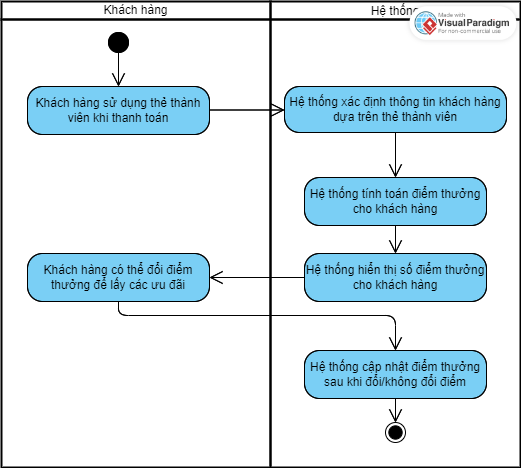 Khách hàng
Hệ thống
Made with
Visual Paradigm
For non-commercial use
Khách hàng sử dụng thẻ thành
viên khi thanh toán
Hệ thống xác định thông tin khách hàng
dựa trên thẻ thành viên
Hệ thống tính toán điểm thưởng
cho khách hàng
Khách hàng có thể đổi điểm
thưởng để lấy các ưu đãi
Hệ thống hiển thị số điểm thưởng
cho khách hàng
Hệ thống cập nhật điểm thưởng
sau khi đổi/không đổi điểm